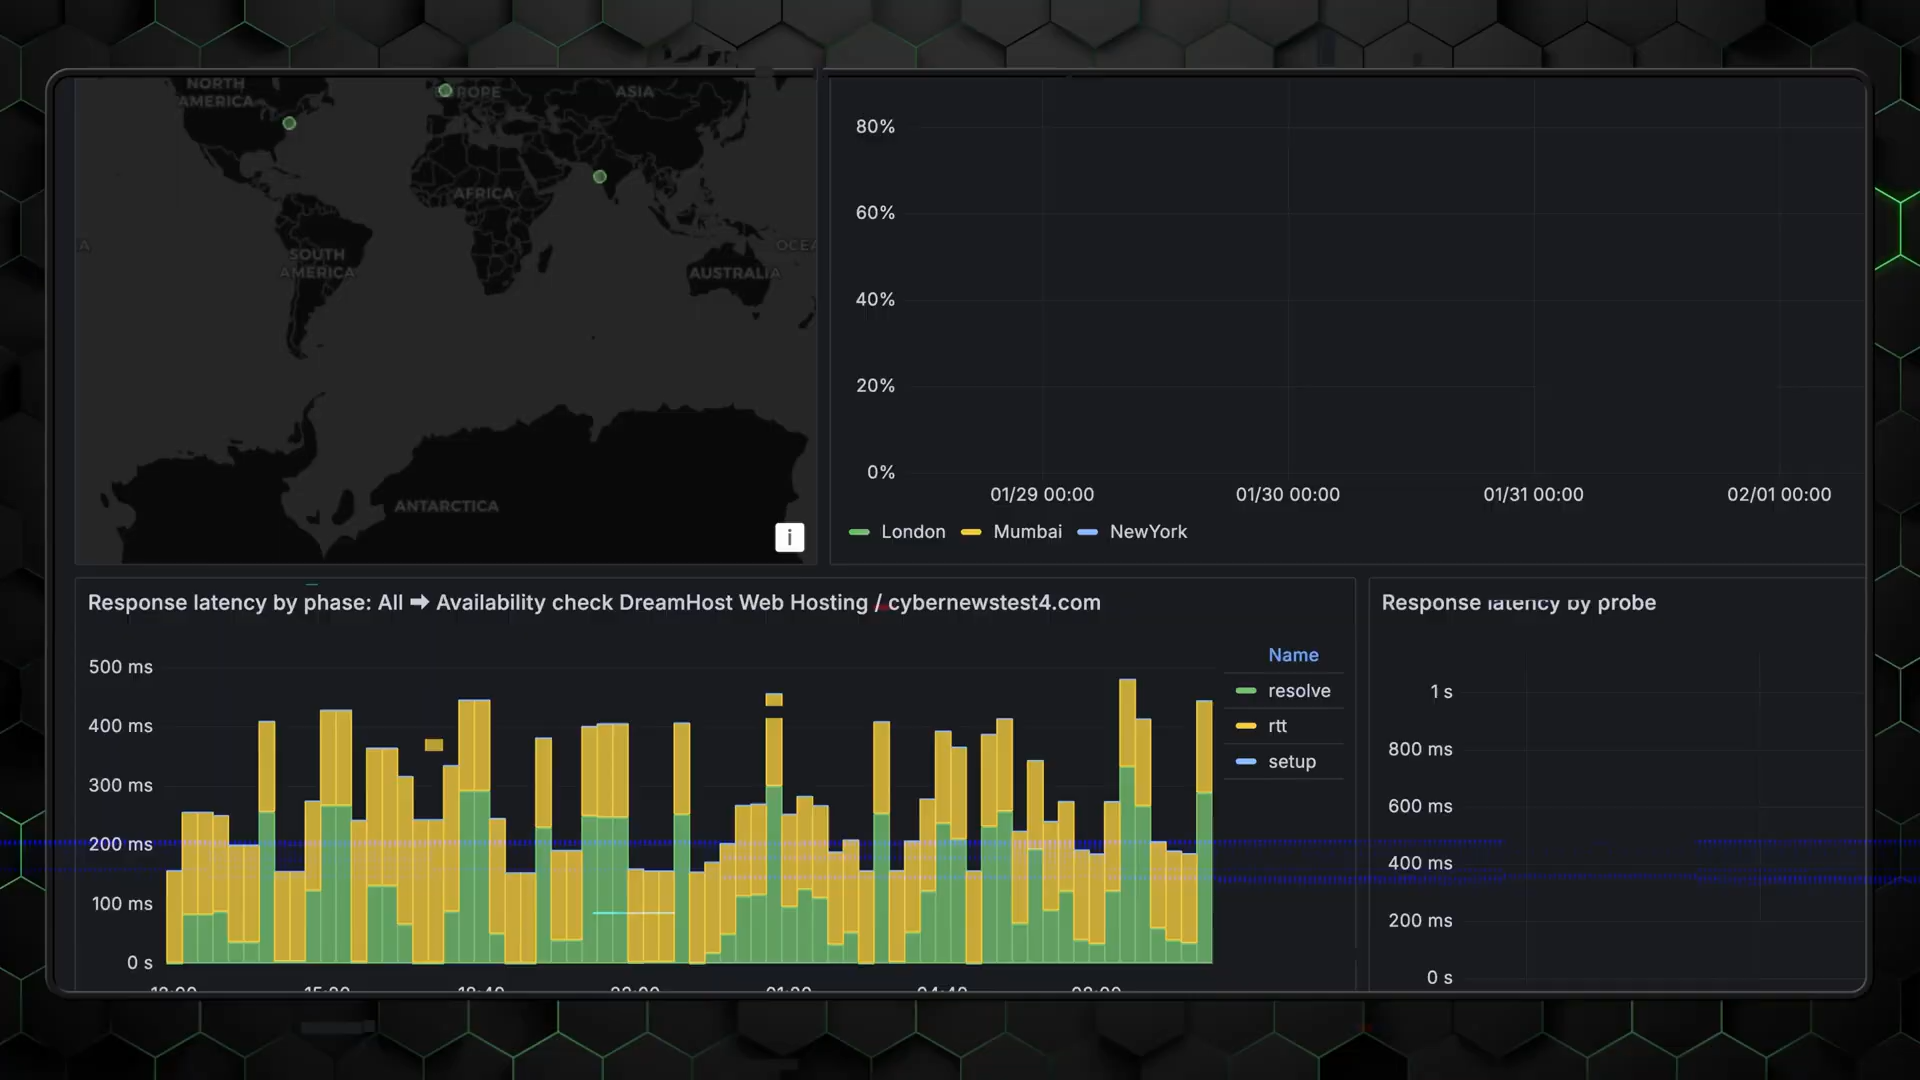 NORTH
AMERICA
ASIA
AFRICA
SOUTH
AMERICA
AUSTRALIA
ANTARCTICA
i
80%
60%
40%
20%
0%
01/29 00:00 01/30 00:00 01/31 00:00 02/01 00:00
London Mumbai NewYork
Response latency by phase: All ➡ Availability check DreamHost Web Hosting / cybernewstest4.com
500 ms
400 ms
300 ms
200 ms
100 ms
0 s
Name
resolve
rtt
setup
Response latency by probe
1 s
800 ms
600 ms
400 ms
200 ms
0 s